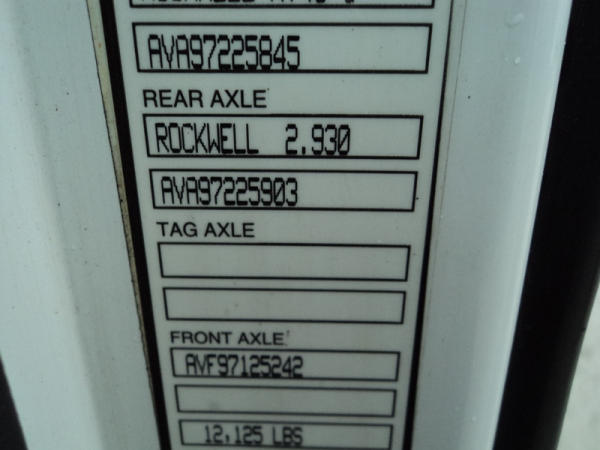 AVA97225845
REAR AXLE
ROCKWELL 2.930
AVA97225903
TAG AXLE
FRONT AXLE
AVF97125242
12,125 LBS